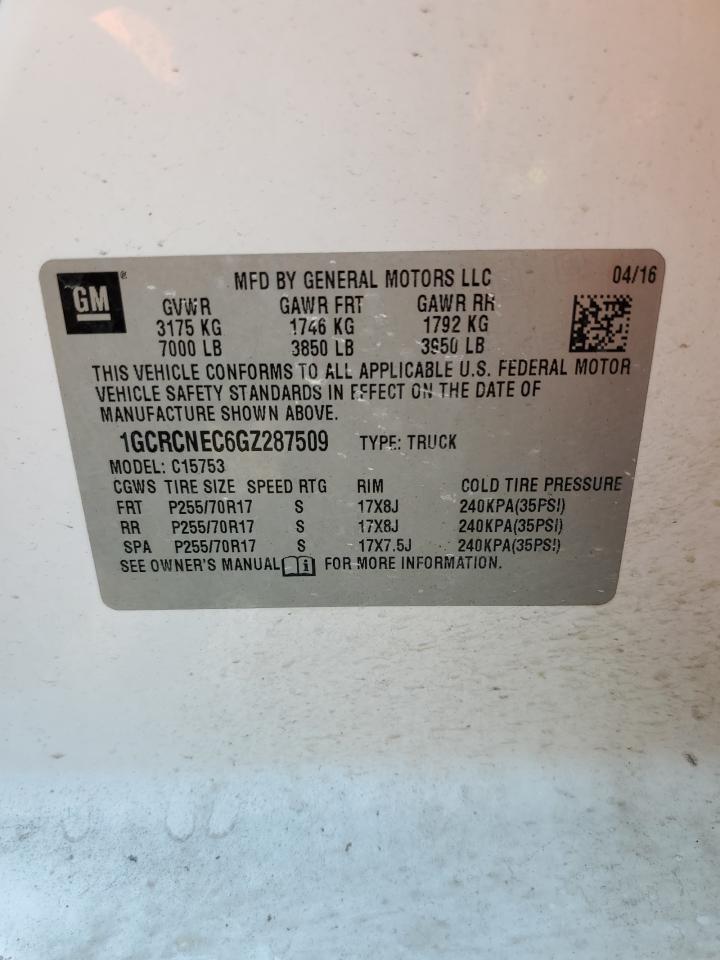 GM ®
MFD BY GENERAL MOTORS LLC 04/16
GVWR GAWR FRT GAWR RR
3175 KG 1746 KG 1792 KG
7000 LB 3850 LB 3950 LB
THIS VEHICLE CONFORMS TO ALL APPLICABLE U.S. FEDERAL MOTOR
VEHICLE SAFETY STANDARDS IN EFFECT ON THE DATE OF
MANUFACTURE SHOWN ABOVE.
1GCRCNEC6GZ287509 TYPE: TRUCK
MODEL: C15753
CGWS TIRE SIZE SPEED RTG RIM COLD TIRE PRESSURE
FRT P255/70R17 S 17X8J 240KPA(35PSI)
RR P255/70R17 S 17X8J 240KPA(35PSI)
SPA P255/70R17 S 17X7.5J 240KPA(35PSI)
SEE OWNER'S MANUAL i FOR MORE INFORMATION.